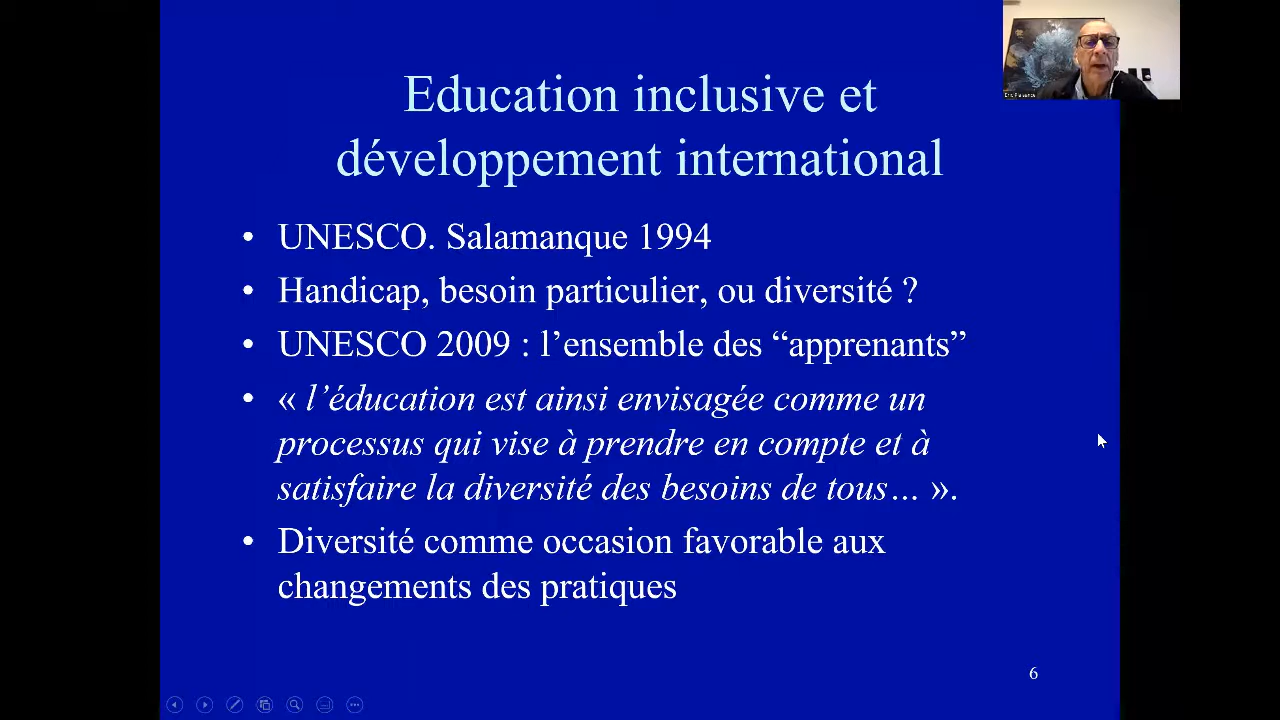 Education inclusive et
développement international
• UNESCO. Salamanque 1994
• Handicap, besoin particulier, ou diversité ?
• UNESCO 2009 : l’ensemble des “apprenants”
• « l’éducation est ainsi envisagée comme un
processus qui vise à prendre en compte et à
satisfaire la diversité des besoins de tous… ».
• Diversité comme occasion favorable aux
changements des pratiques
6
Eric Plaisance